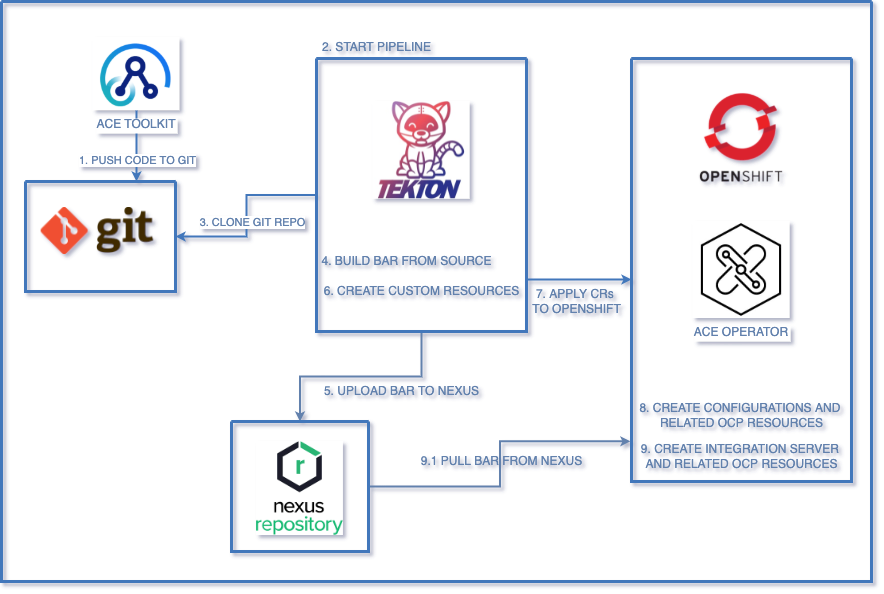 2. START PIPELINE
ACE TOOLKIT
1. PUSH CODE TO GIT
git
TEKTON
OPENSHIFT
3. CLONE GIT REPO
4. BUILD BAR FROM SOURCE
6. CREATE CUSTOM RESOURCES
7. APPLY CRs
TO OPENSHIFT
ACE OPERATOR
5. UPLOAD BAR TO NEXUS
8. CREATE CONFIGURATIONS AND
RELATED OCP RESOURCES
9. CREATE INTEGRATION SERVER
AND RELATED OCP RESOURCES
9.1 PULL BAR FROM NEXUS
r
nexus
repository